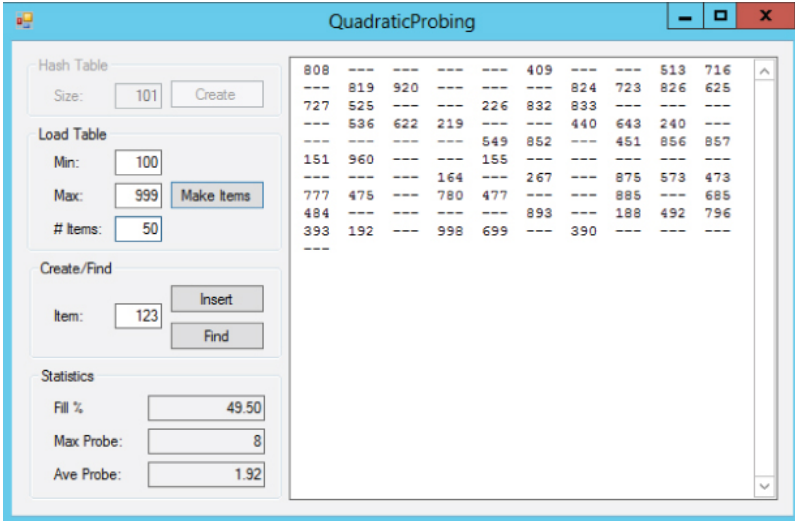 QuadraticProbing
Hash Table
Size: 101 Create
Load Table
Min: 100
Max: 999 Make Items
# Items: 50
Create/Find
Item: 123 Insert
Find
Statistics
Fill % 49.50
Max Probe: 8
Ave Probe: 1.92
808 --- --- --- --- 409 --- --- 513 716
--- 819 920 --- --- --- 824 723 826 625
727 525 --- --- 226 832 833 --- --- ---
--- 536 622 219 --- --- 440 643 240 ---
--- --- --- --- 549 852 --- 451 856 857
151 960 --- --- 155 --- --- --- --- ---
--- --- --- 164 --- 267 --- 875 573 473
777 475 --- 780 477 --- --- 885 --- 685
484 --- --- --- --- 893 --- 188 492 796
393 192 --- 998 699 --- 390 --- --- ---
---